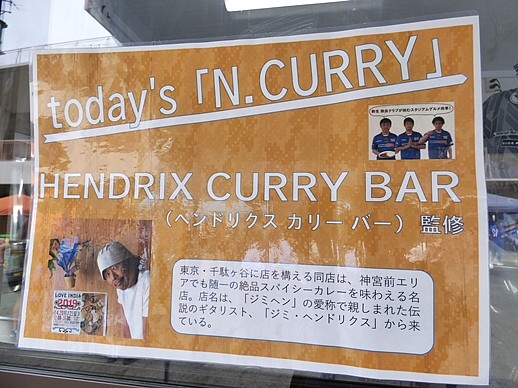 today's 「N.CURRY」
HENDRIX CURRY BAR
(ヘンドリクス カリー バー) 監修
LOVE INDIA
2019
東京・千駄ヶ谷に店を構える同店は、神宮前エリ
アでも随一の絶品スパイシーカレーを味わえる名
店。店名は、「ジミヘン」の愛称で親しまれた伝
説のギタリスト、「ジミ・ヘンドリクス」から来
ている。